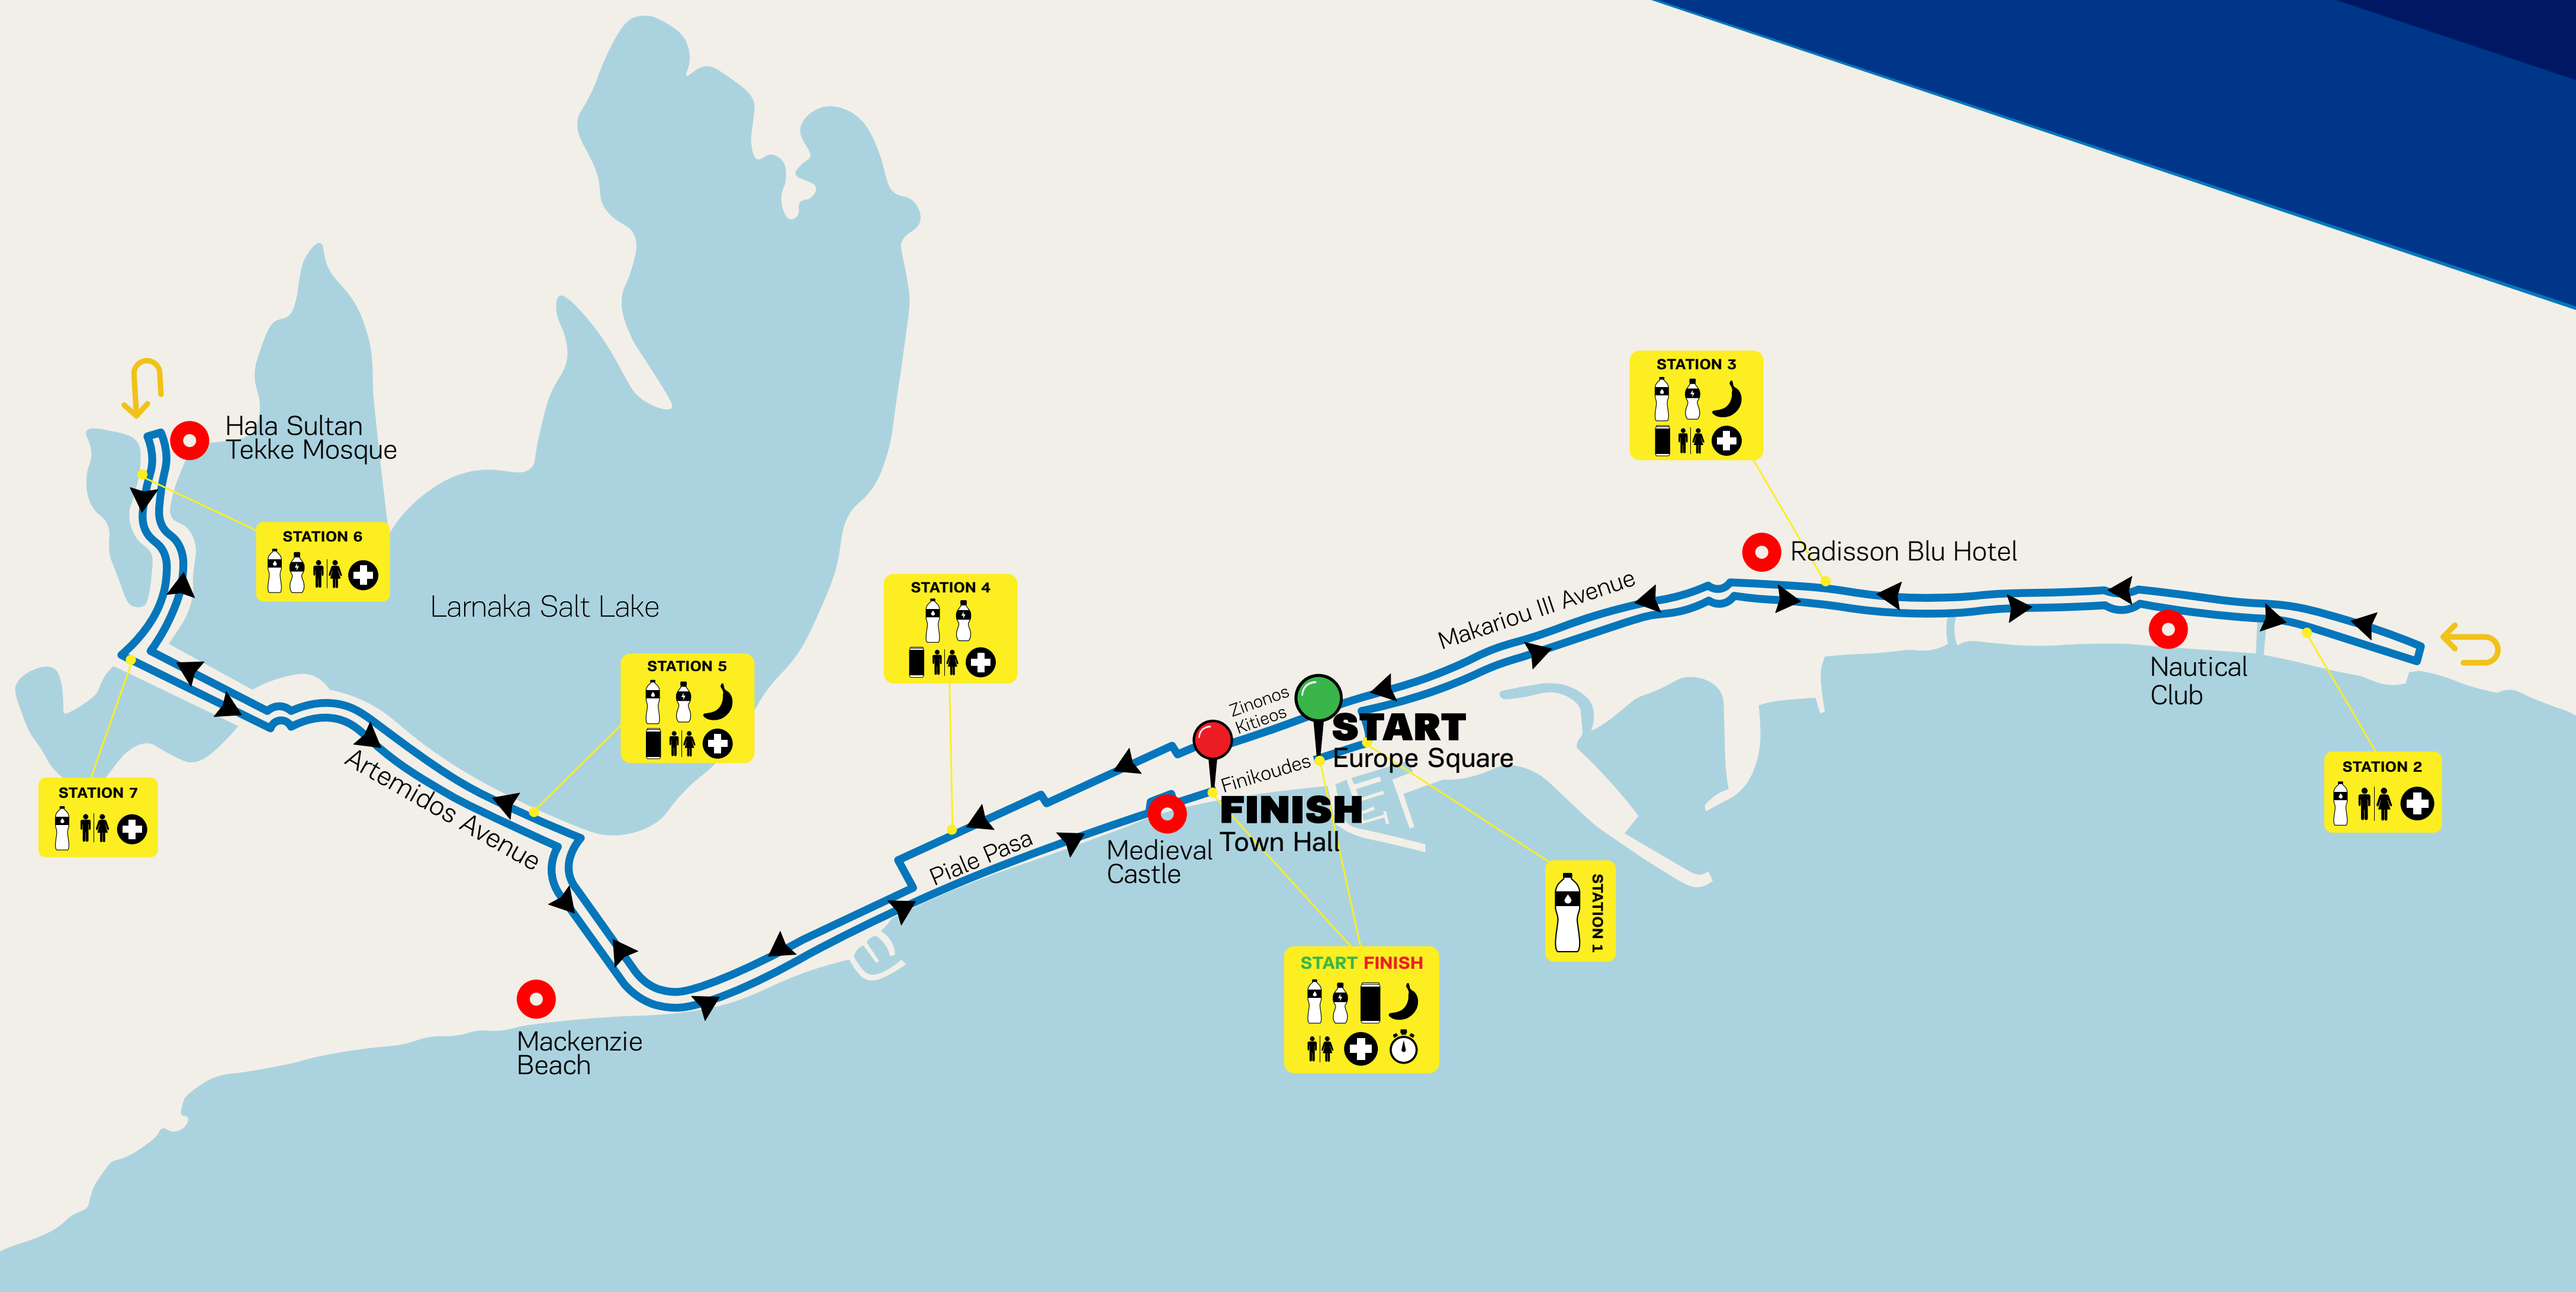 STATION 3
Hala Sultan
Tekke Mosque
STATION 6
Radisson Blu Hotel
Makariou III Avenue
STATION 4
Larnaka Salt Lake
STATION 5
Nautical
Club
Zinonos
Kitieos
START
Europe Square
Finikoudes
FINISH
Town Hall
Artemidos Avenue
STATION 7
Piale Pasa
Medieval
Castle
STATION 2
STATION 1
START FINISH
Mackenzie
Beach